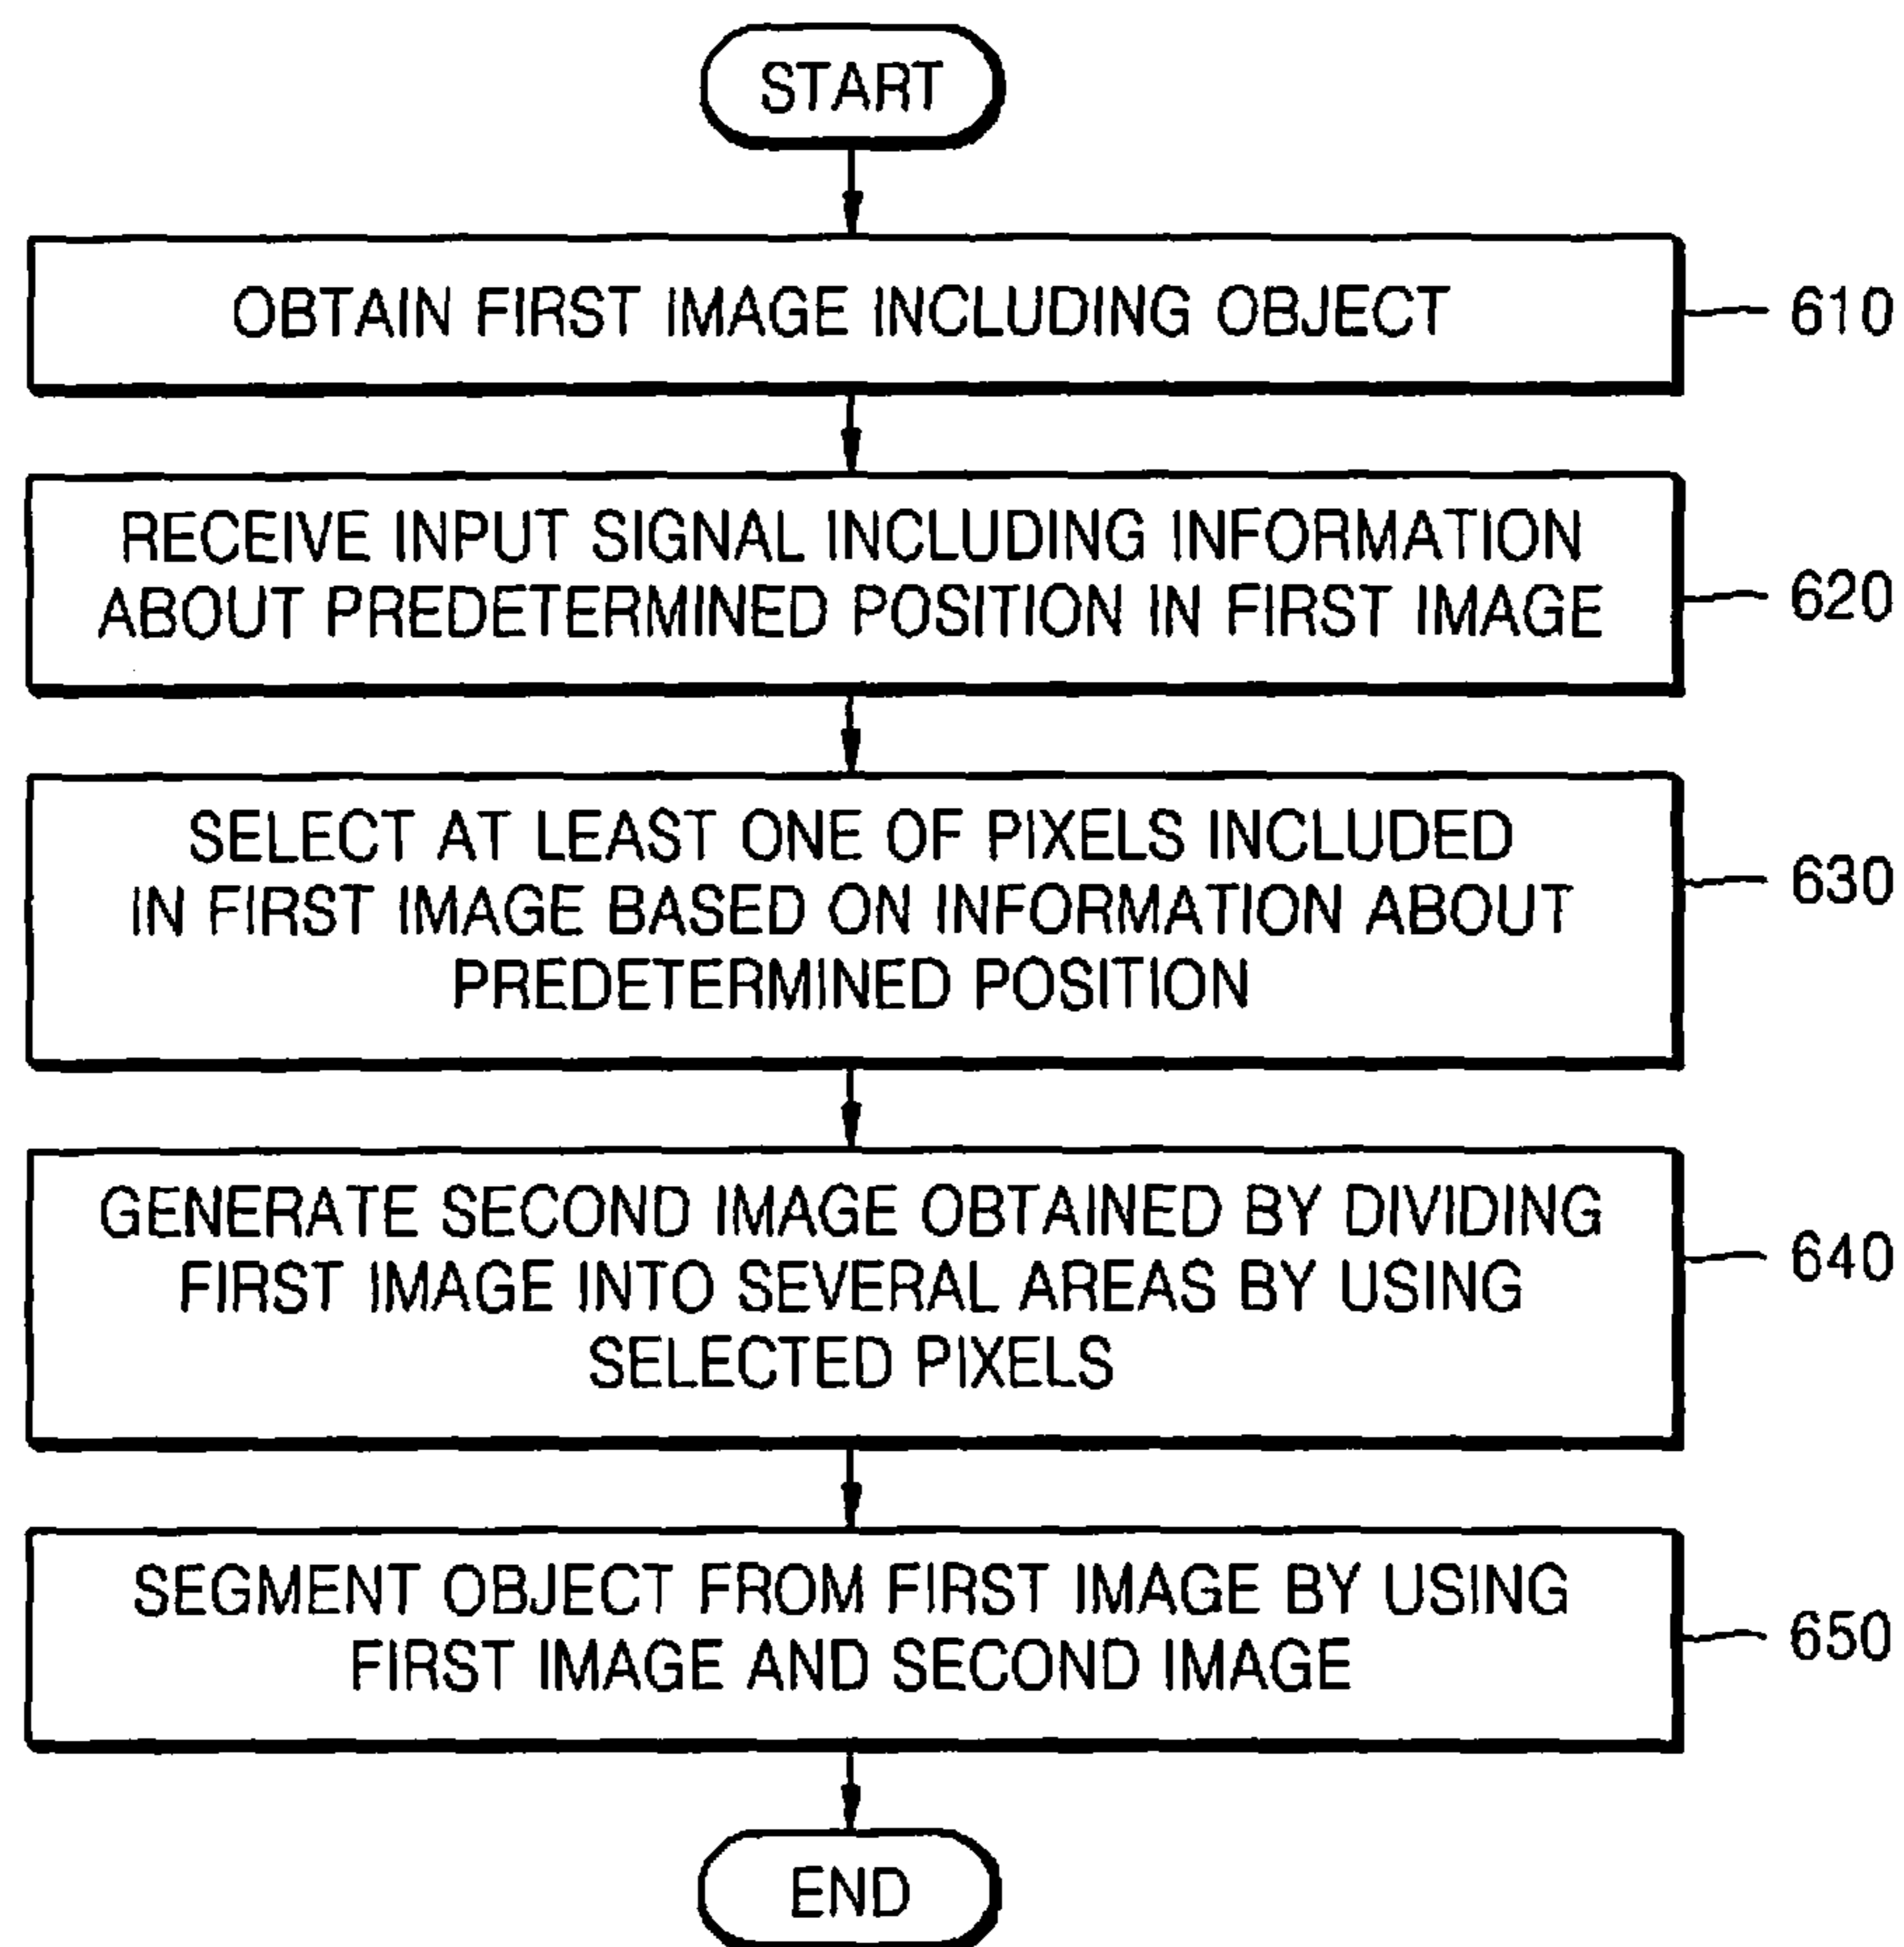 START
OBTAIN FIRST IMAGE INCLUDING OBJECT
610
RECEIVE INPUT SIGNAL INCLUDING INFORMATION
ABOUT PREDETERMINED POSITION IN FIRST IMAGE
620
SELECT AT LEAST ONE OF PIXELS INCLUDED
IN FIRST IMAGE BASED ON INFORMATION ABOUT
PREDETERMINED POSITION
630
GENERATE SECOND IMAGE OBTAINED BY DIVIDING
FIRST IMAGE INTO SEVERAL AREAS BY USING
SELECTED PIXELS
640
SEGMENT OBJECT FROM FIRST IMAGE BY USING
FIRST IMAGE AND SECOND IMAGE
650
END